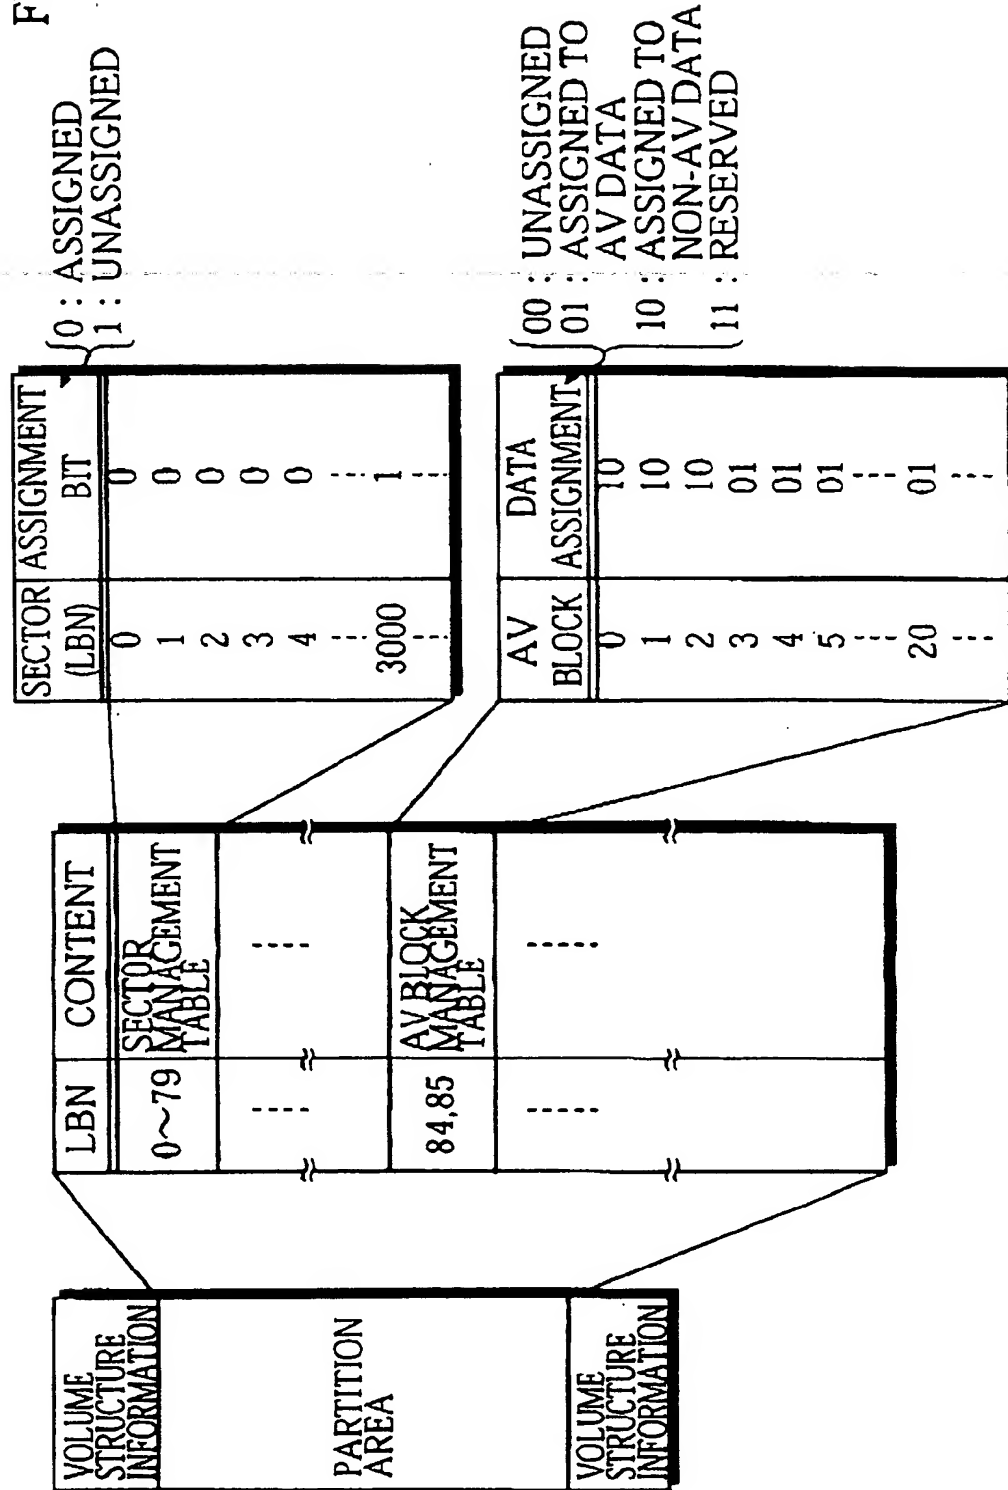 F
VOLUME
STRUCTURE
INFORMATION
PARTITION
AREA
VOLUME
STRUCTURE
INFORMATION
LBN CONTENT
0~79 SECTOR
MANAGEMENT
TABLE
84,85 AV BLOCK
MANAGEMENT
TABLE
SECTOR ASSIGNMENT
(LBN) BIT
0 0
1 0
2 0
3 0
4 0
3000 1
0 : ASSIGNED
1 : UNASSIGNED
AV DATA
BLOCK ASSIGNMENT
0 10
1 10
2 10
3 01
4 01
5 01
20 01
00 : UNASSIGNED
01 : ASSIGNED TO
AV DATA
10 : ASSIGNED TO
NON-AV DATA
11 : RESERVED